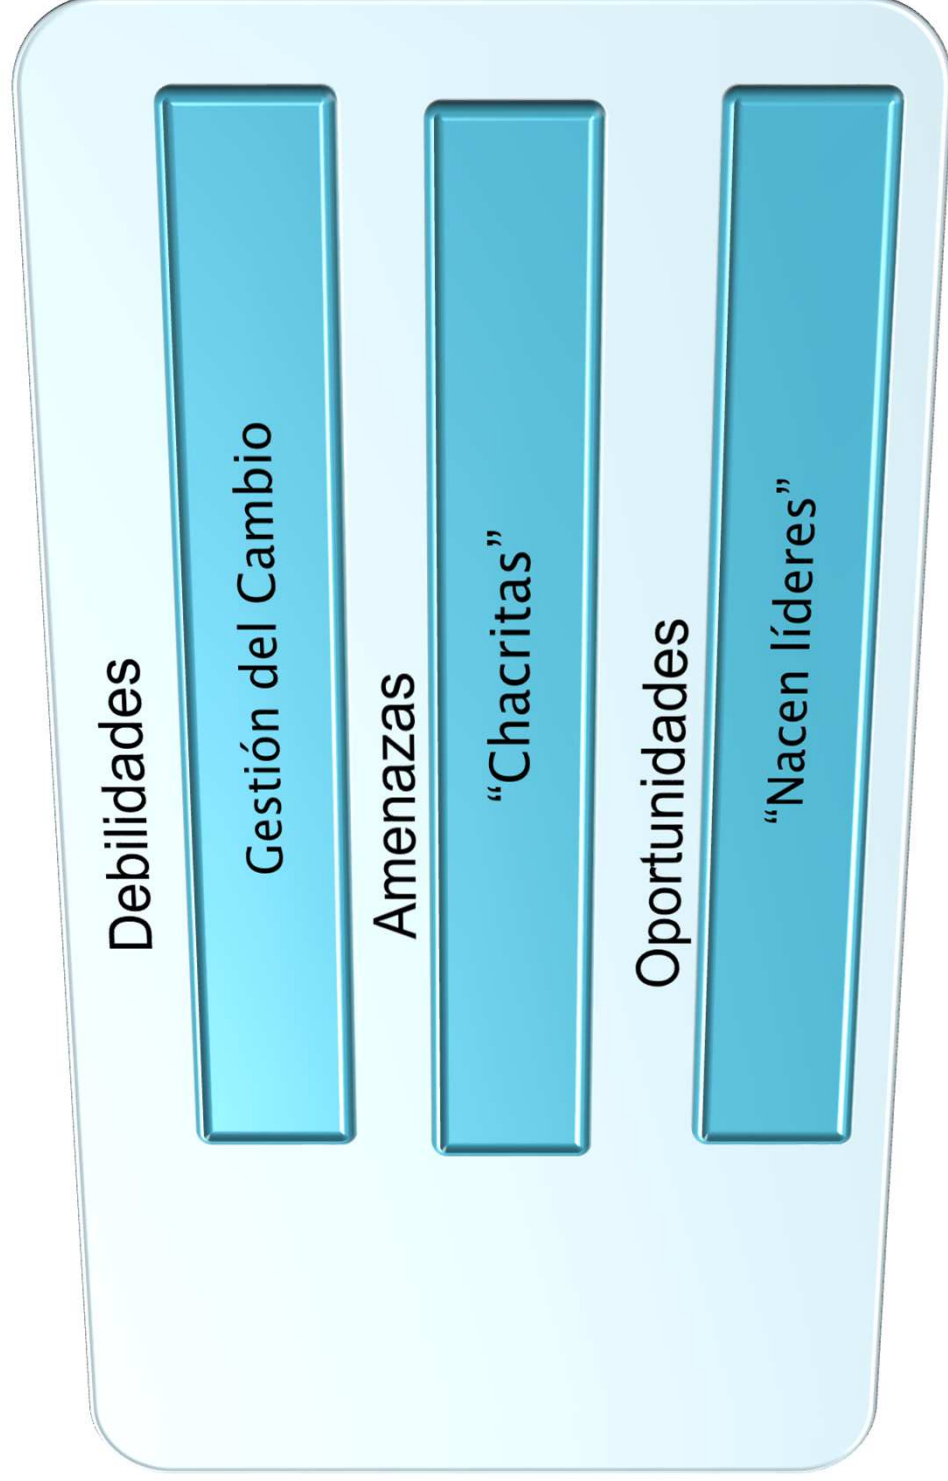 Debilidades
Gestión del Cambio
Amenazas
“Chacritas”
Oportunidades
“Nacen líderes”